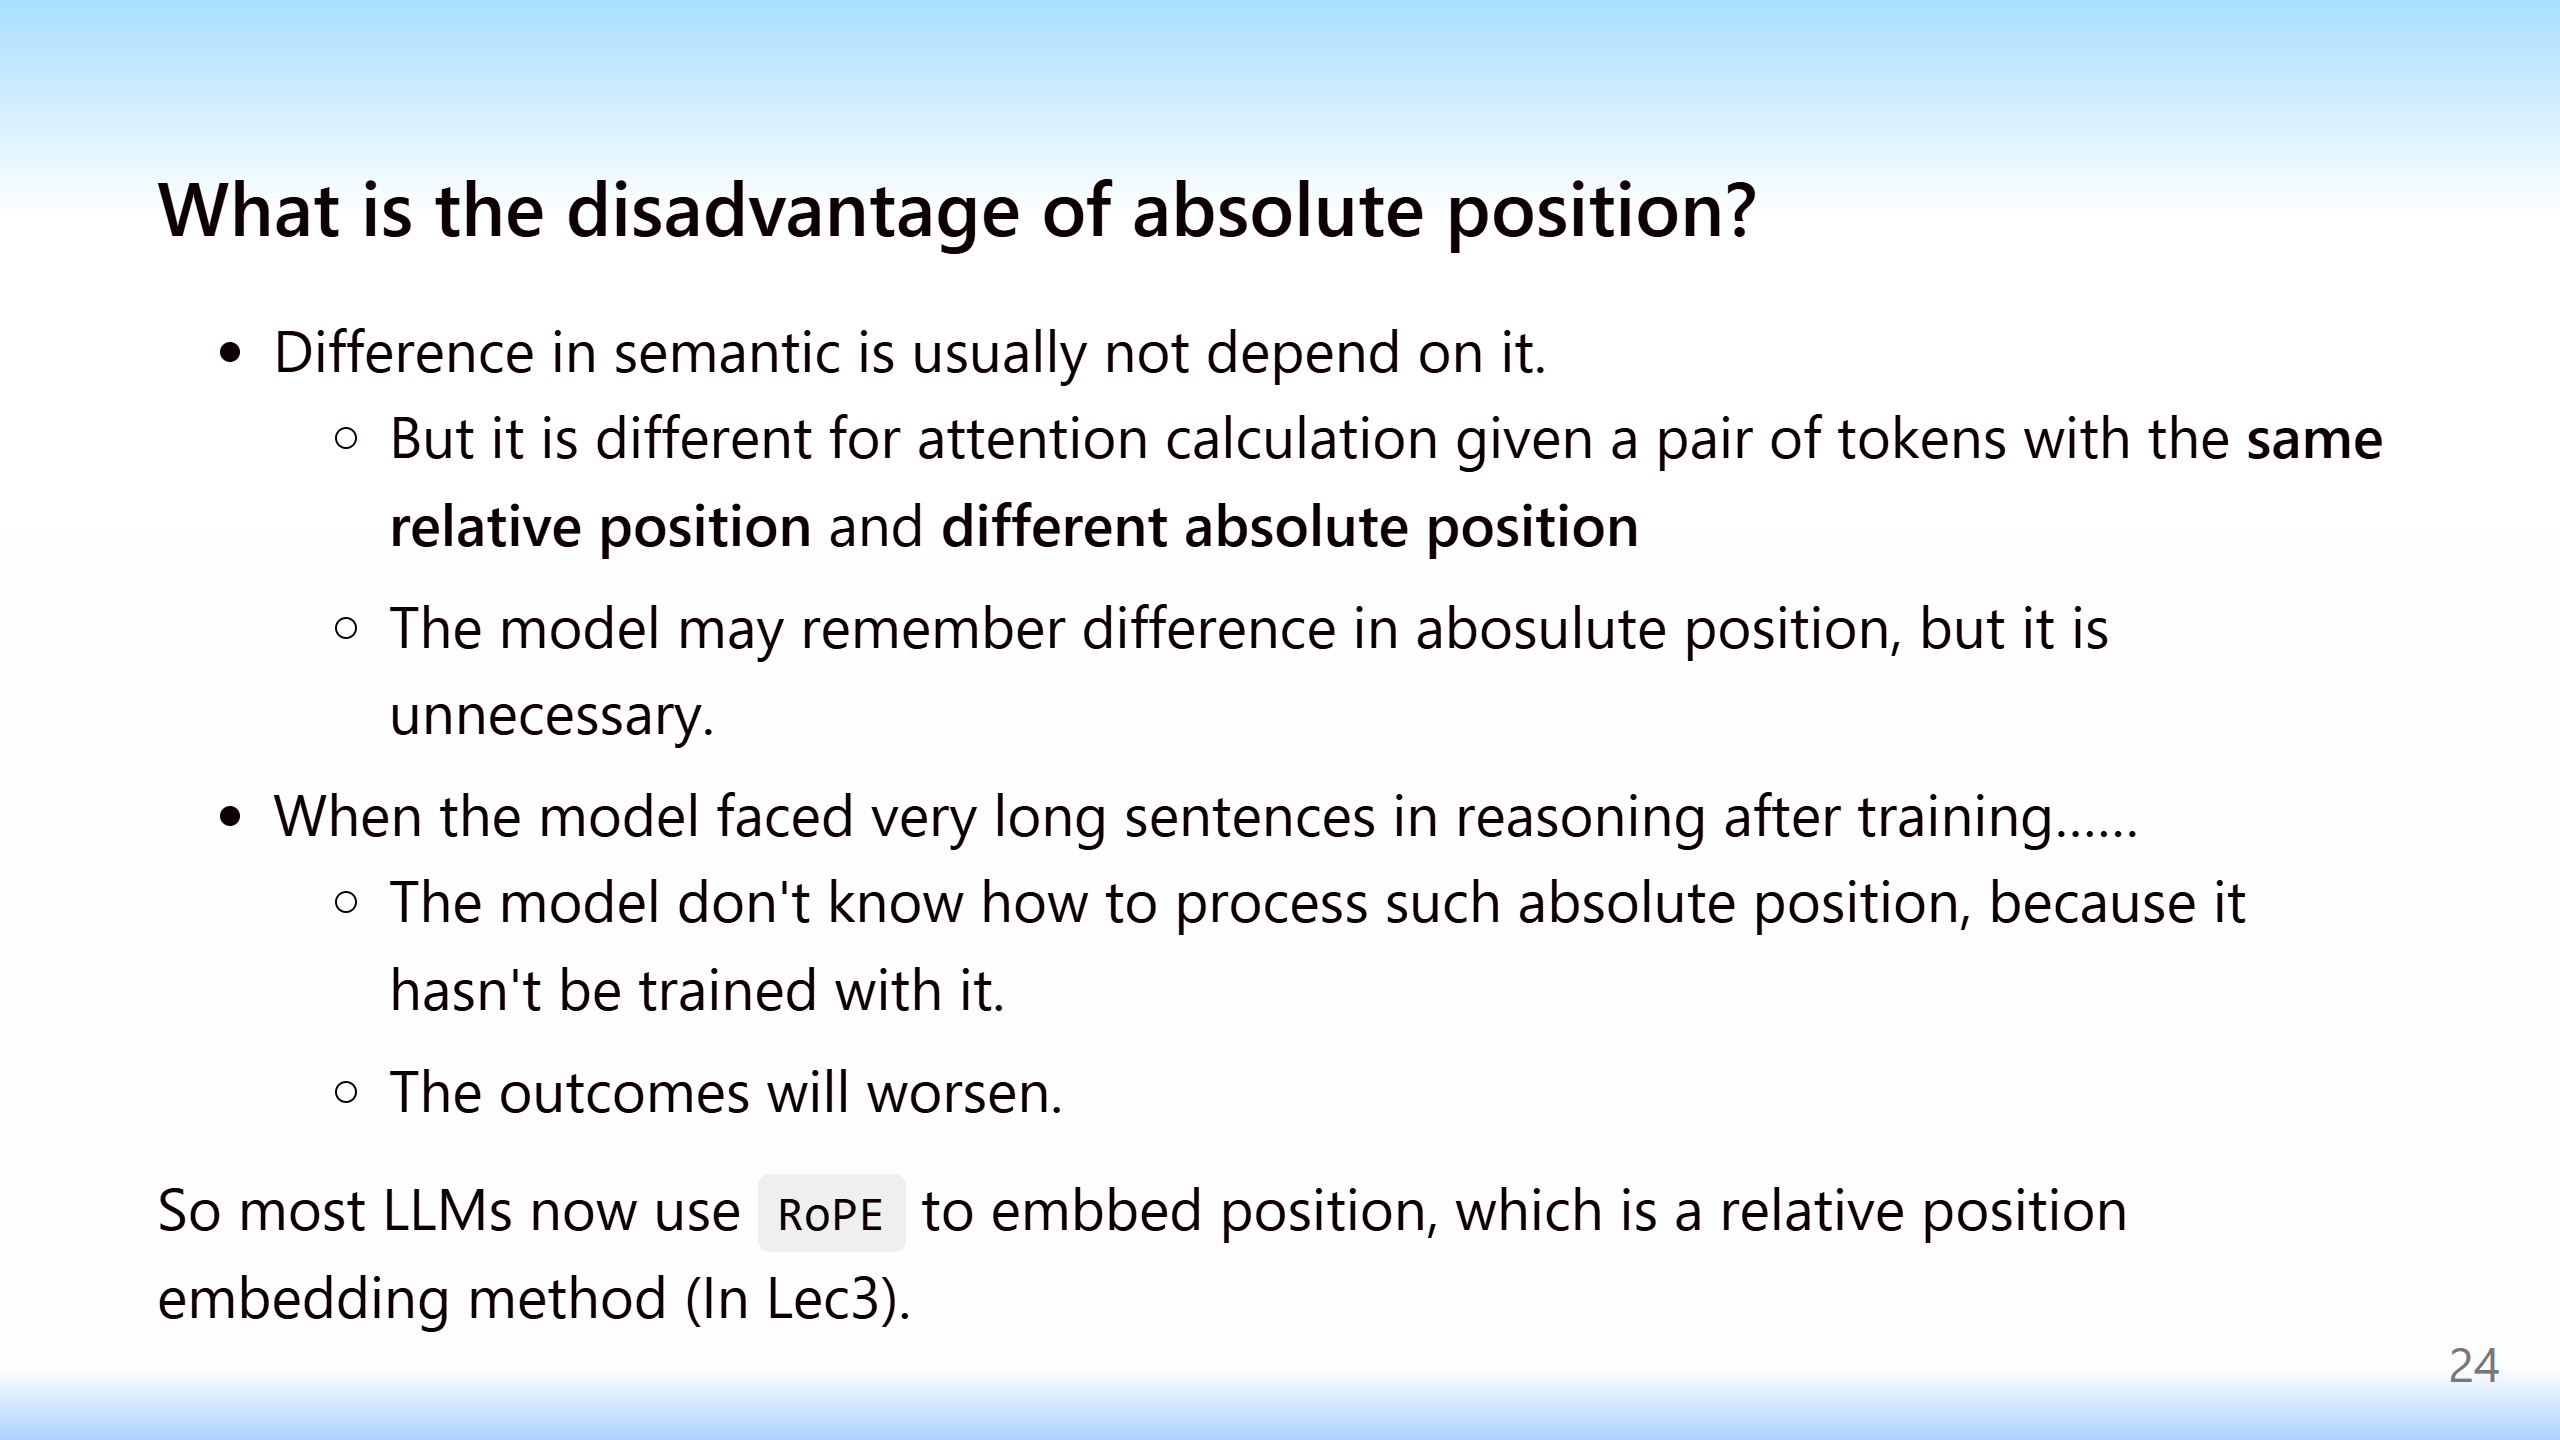 What is the disadvantage of absolute position?
• Difference in semantic is usually not depend on it.
○ But it is different for attention calculation given a pair of tokens with the same
relative position and different absolute position
○ The model may remember difference in abosulute position, but it is
unnecessary.
• When the model faced very long sentences in reasoning after training......
○ The model don't know how to process such absolute position, because it
hasn't be trained with it.
○ The outcomes will worsen.
So most LLMs now use RoPE to embbed position, which is a relative position
embedding method (In Lec3).
24